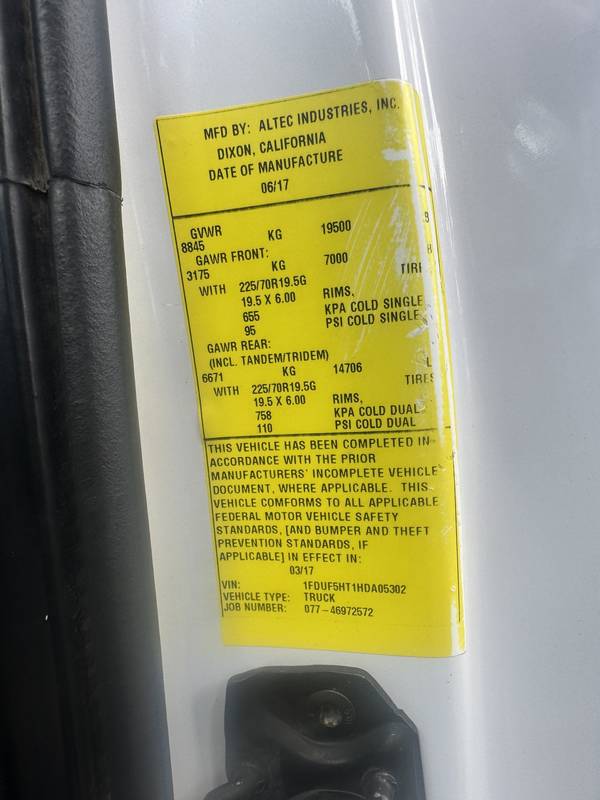 MFD BY: ALTEC INDUSTRIES, INC.
DIXON, CALIFORNIA
DATE OF MANUFACTURE
06/17
GVWR
8845 KG 19500
GAWR FRONT:
3175 KG 7000
WITH 225/70R19.5G TIRE
19.5 X 6.00 RIMS,
655 KPA COLD SINGLE
95 PSI COLD SINGLE
GAWR REAR:
(INCL. TANDEM/TRIDEM)
6671 KG 14706 L
WITH 225/70R19.5G TIRES
19.5 X 6.00 RIMS,
758 KPA COLD DUAL
110 PSI COLD DUAL
THIS VEHICLE HAS BEEN COMPLETED IN
ACCORDANCE WITH THE PRIOR
MANUFACTURERS' INCOMPLETE VEHICLE
DOCUMENT, WHERE APPLICABLE. THIS
VEHICLE COMFORMS TO ALL APPLICABLE
FEDERAL MOTOR VEHICLE SAFETY
STANDARDS, [AND BUMPER AND THEFT
PREVENTION STANDARDS, IF
APPLICABLE] IN EFFECT IN:
03/17
VIN: 1FDUF5HT1HDA05302
VEHICLE TYPE: TRUCK
JOB NUMBER: 077-46972572